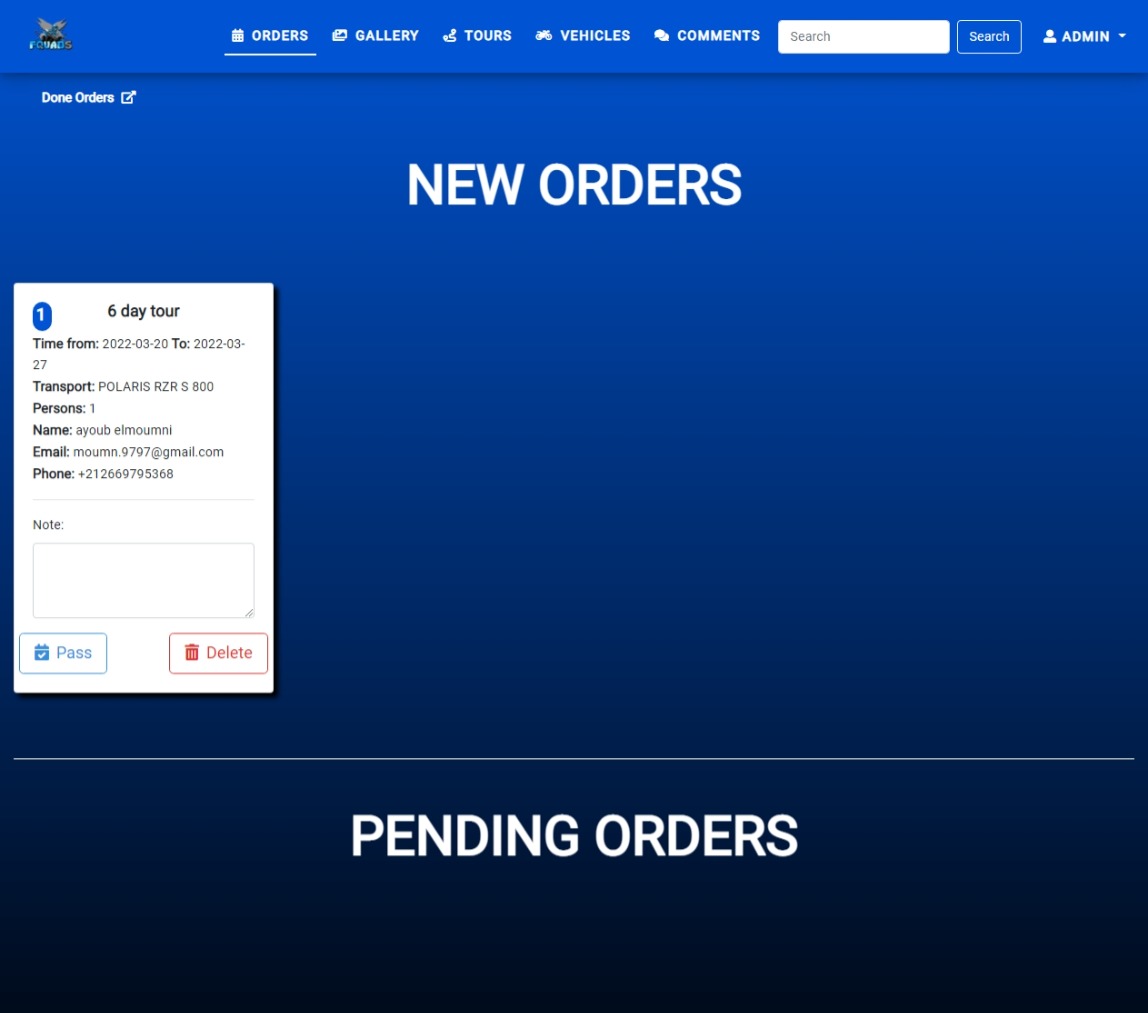 FQUADS
ORDERS GALLERY TOURS VEHICLES COMMENTS Search Search ADMIN
Done Orders
NEW ORDERS
1 6 day tour
Time from: 2022-03-20 To: 2022-03-
27
Transport: POLARIS RZR S 800
Persons: 1
Name: ayoub elmoumni
Email: moumn.9797@gmail.com
Phone: +212669795368
Note:
Pass Delete
PENDING ORDERS